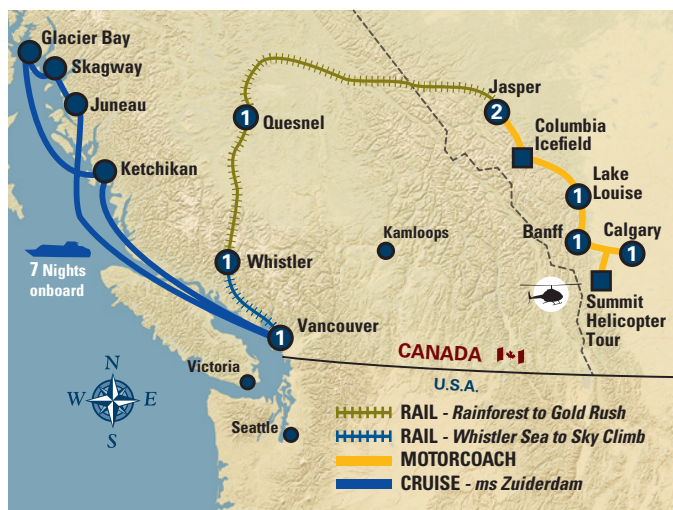 Glacier Bay
Skagway
Juneau
Ketchikan
7 Nights
onboard
1
Quesnel
Jasper
2
Columbia
Icefield
Lake
Louise
1
Banff
1
Calgary
1
Summit
Helicopter
Tour
Kamloops
1
Whistler
Vancouver
1
Victoria
Seattle
CANADA
U.S.A.
N
W
E
S
RAIL - Rainforest to Gold Rush
RAIL - Whistler Sea to Sky Climb
MOTORCOACH
CRUISE - ms Zuiderdam